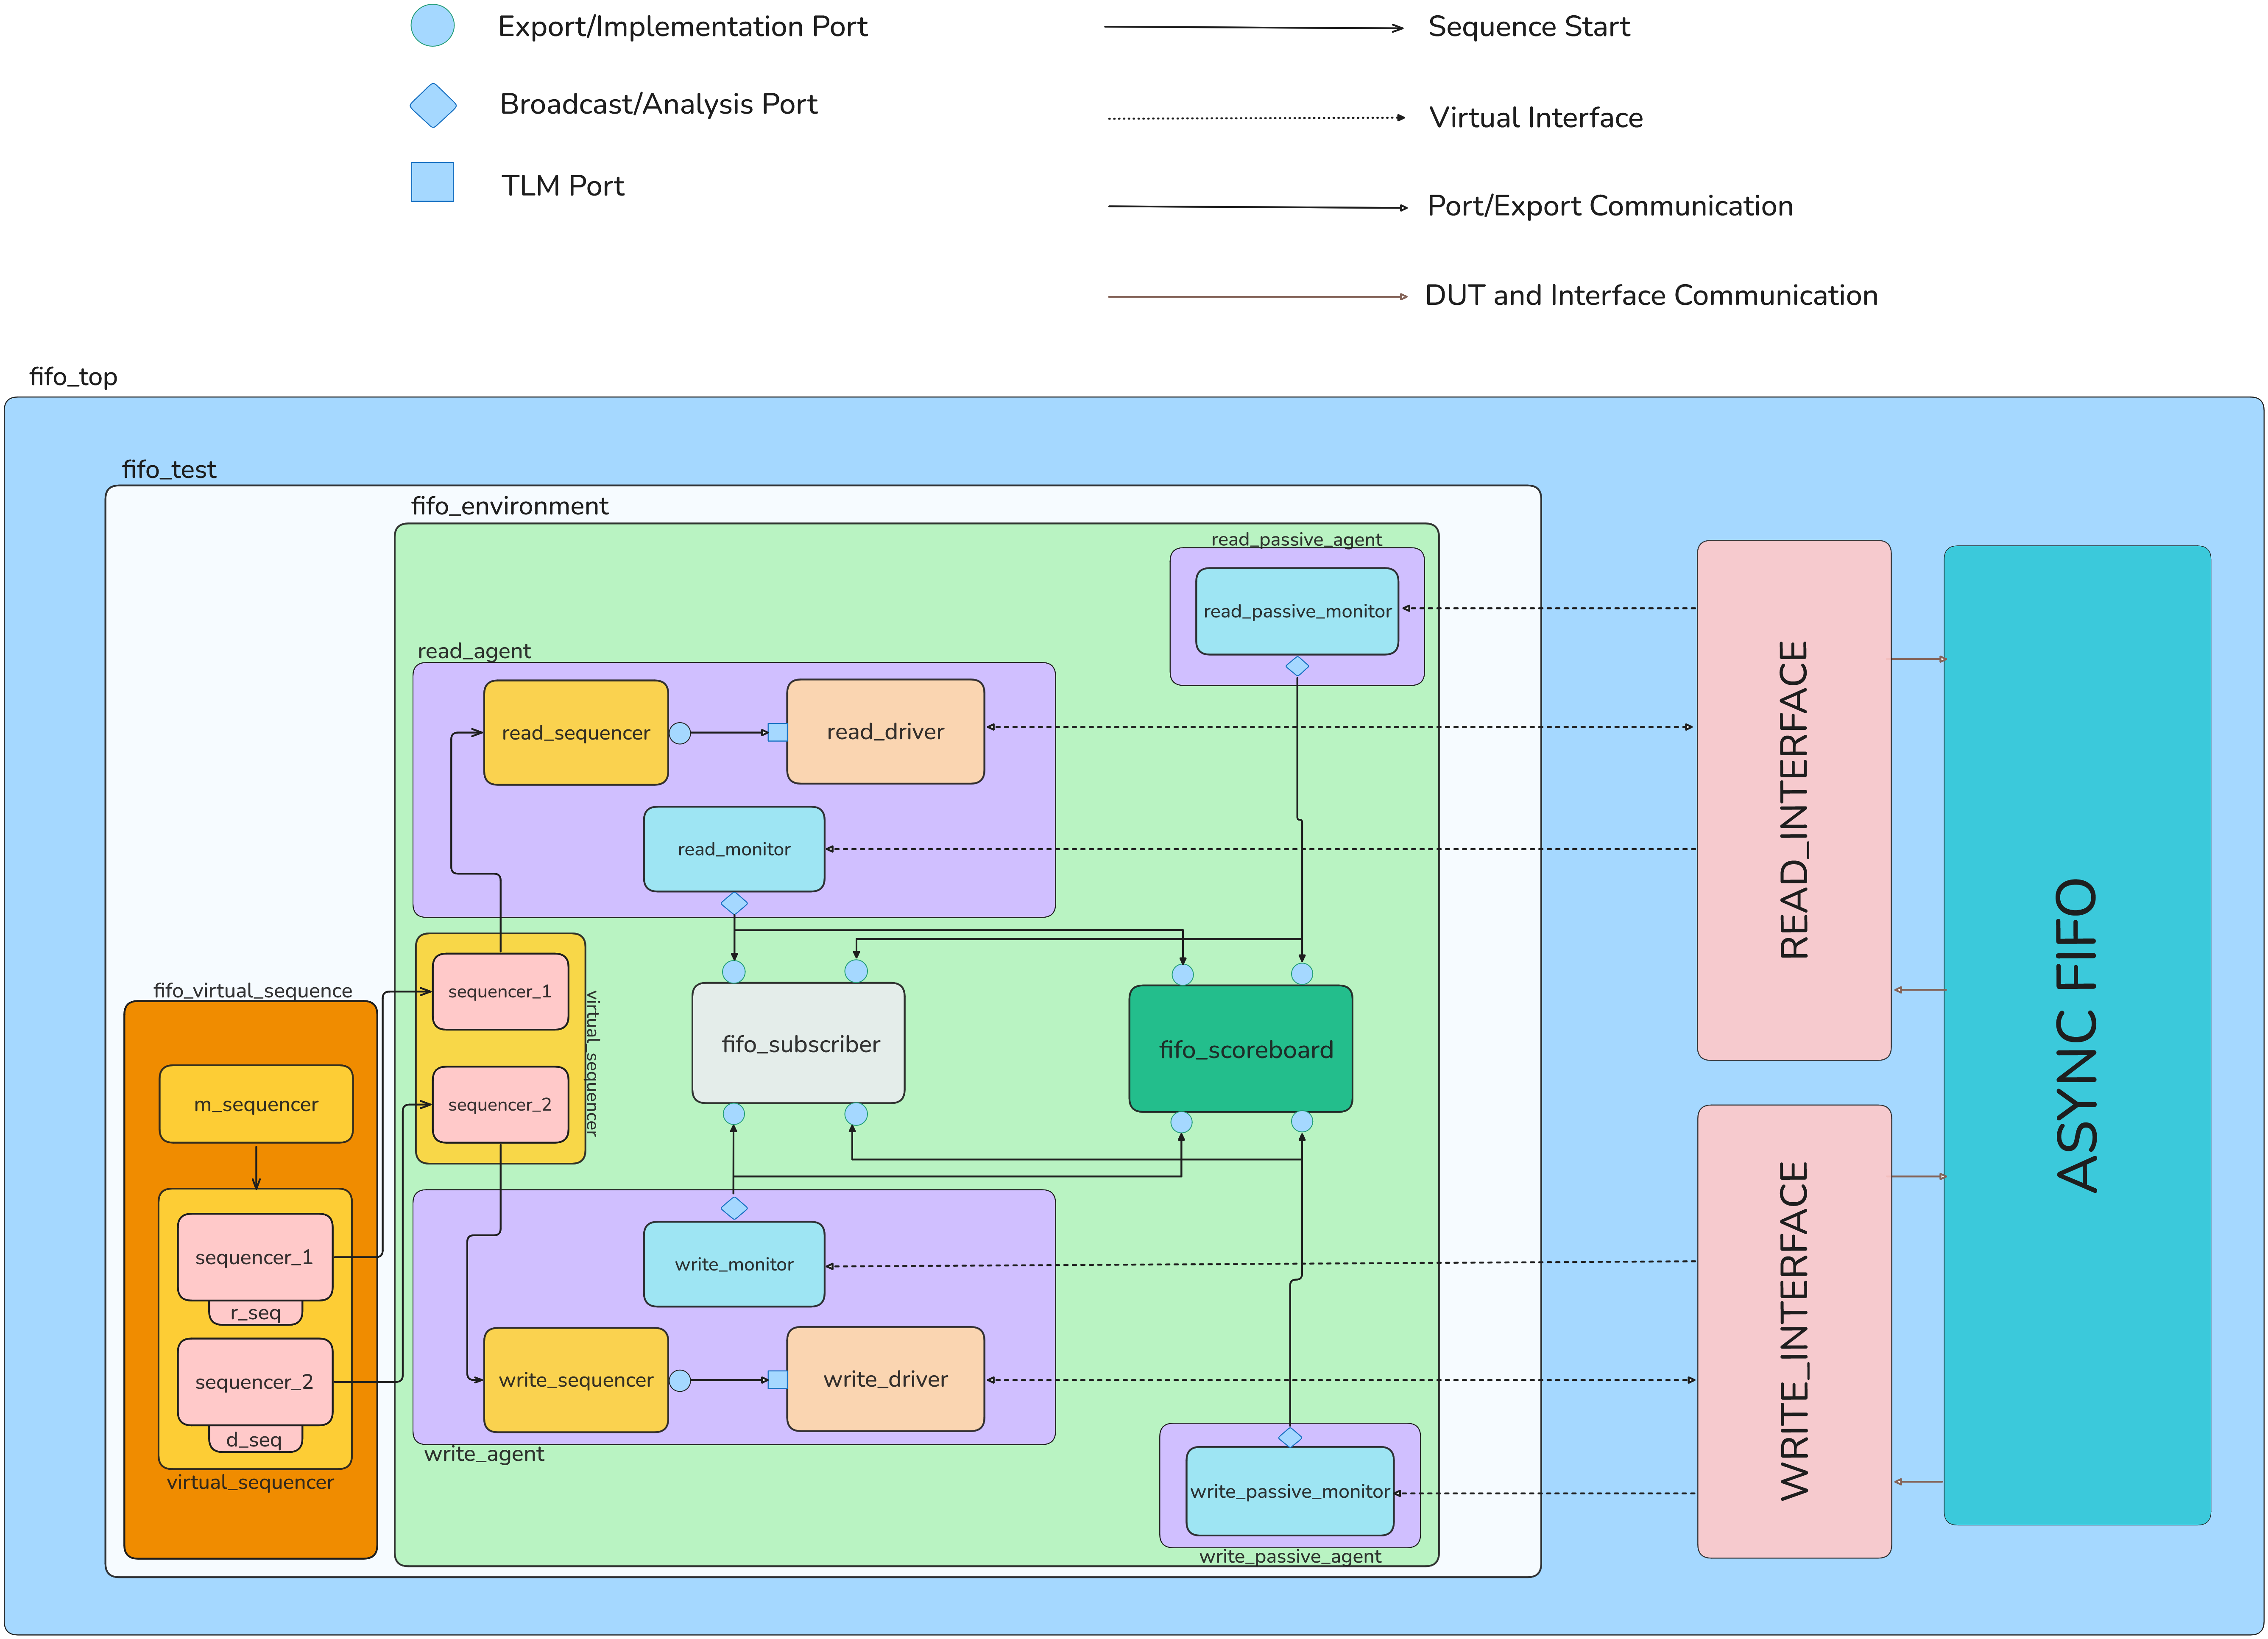 Export/Implementation Port
Sequence Start
Broadcast/Analysis Port
Virtual Interface
TLM Port
Port/Export Communication
DUT and Interface Communication
fifo_top
fifo_test
fifo_environment
read_passive_agent
read_passive_monitor
read_agent
read_sequencer
read_driver
read_monitor
READ_INTERFACE
ASYNC FIFO
fifo_virtual_sequence
sequencer_1
virtual_sequencer
fifo_subscriber
fifo_scoreboard
m_sequencer
sequencer_2
sequencer_1
r_seq
sequencer_2
d_seq
virtual_sequencer
write_monitor
write_sequencer
write_driver
write_agent
WRITE_INTERFACE
write_passive_monitor
write_passive_agent